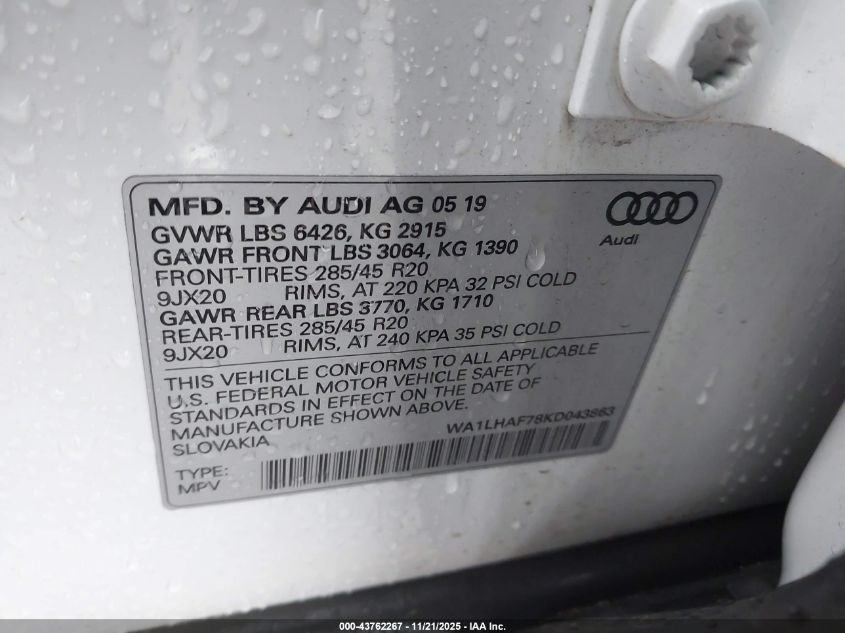 MFD. BY AUDI AG 05 19
GVWR LBS 6426, KG 2915
GAWR FRONT LBS 3064, KG 1390
FRONT-TIRES 285/45 R20
9JX20 RIMS, AT 220 KPA 32 PSI COLD
GAWR REAR LBS 3770, KG 1710
REAR-TIRES 285/45 R20
9JX20 RIMS, AT 240 KPA 35 PSI COLD
Audi
THIS VEHICLE CONFORMS TO ALL APPLICABLE
U.S. FEDERAL MOTOR VEHICLE SAFETY
STANDARDS IN EFFECT ON THE DATE OF
MANUFACTURE SHOWN ABOVE.
SLOVAKIA
WA1LHAF78KD043863
TYPE:
MPV
000-43762267 - 11/21/2025 - IAA Inc.